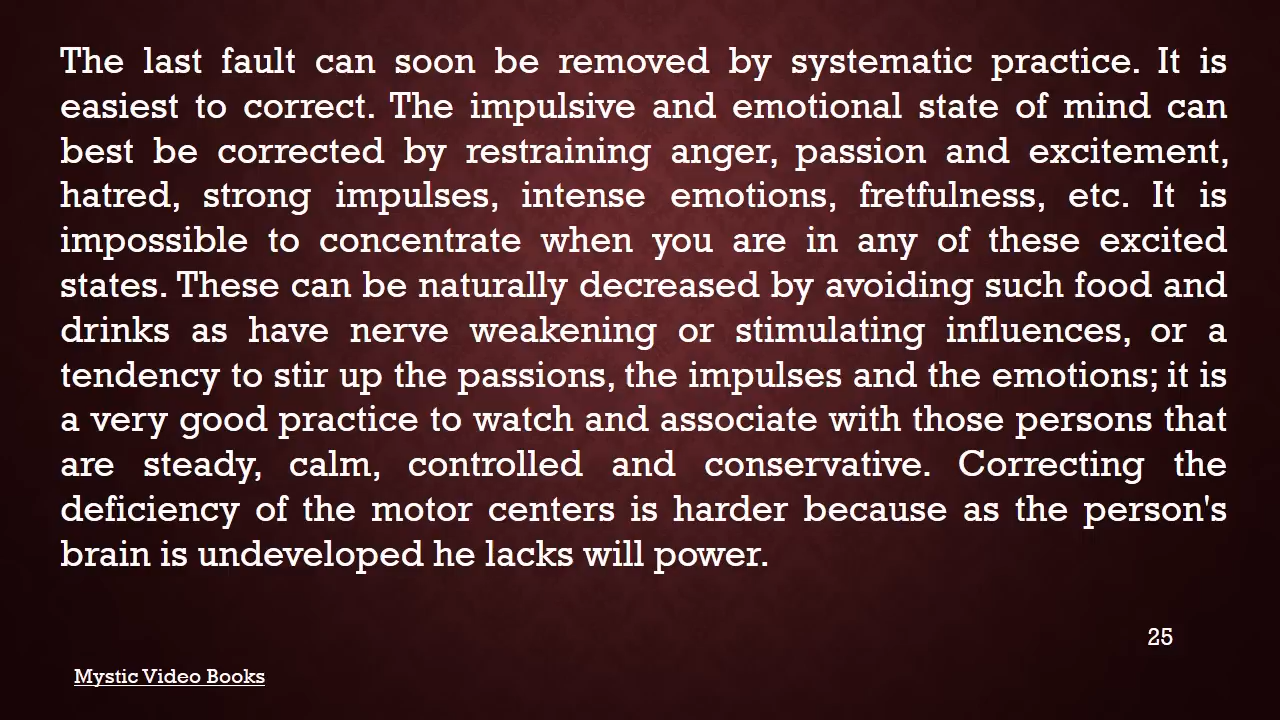 The last fault can soon be removed by systematic practice. It is
easiest to correct. The impulsive and emotional state of mind can
best be corrected by restraining anger, passion and excitement,
hatred, strong impulses, intense emotions, fretfulness, etc. It is
impossible to concentrate when you are in any of these excited
states. These can be naturally decreased by avoiding such food and
drinks as have nerve weakening or stimulating influences, or a
tendency to stir up the passions, the impulses and the emotions; it is
a very good practice to watch and associate with those persons that
are steady, calm, controlled and conservative. Correcting the
deficiency of the motor centers is harder because as the person's
brain is undeveloped he lacks will power.
25
Mystic Video Books